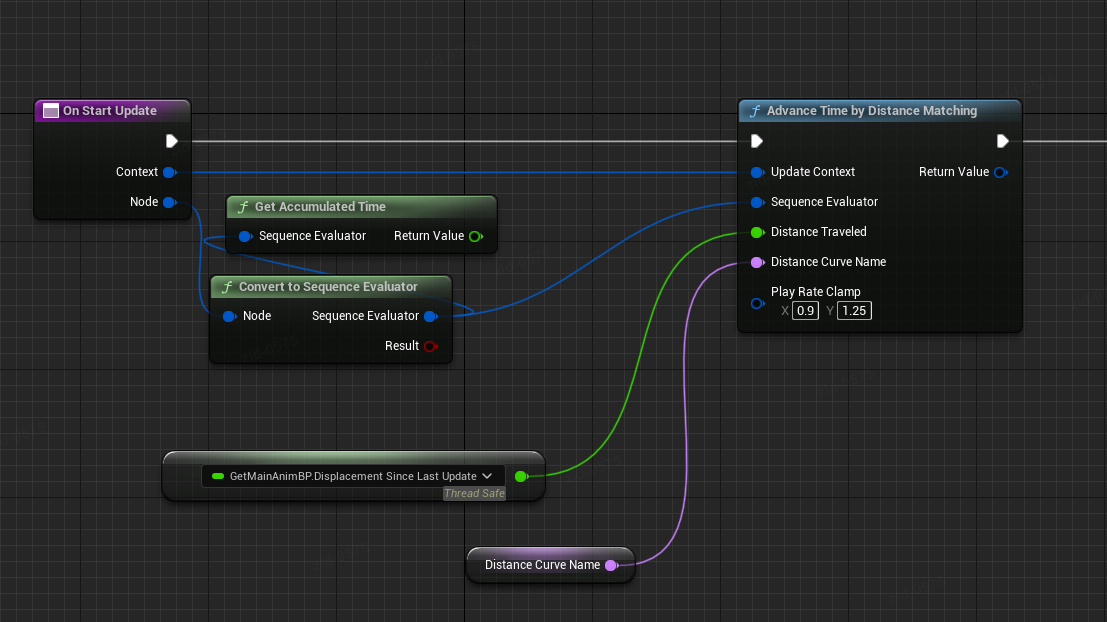 On Start Update
Context
Node
Get Accumulated Time
Sequence Evaluator
Return Value
Convert to Sequence Evaluator
Node
Sequence Evaluator
Result
GetMainAnimBP.Displacement Since Last Update
Thread Safe
Distance Curve Name
Advance Time by Distance Matching
Update Context
Return Value
Sequence Evaluator
Distance Traveled
Distance Curve Name
Play Rate Clamp
X 0.9 Y 1.25